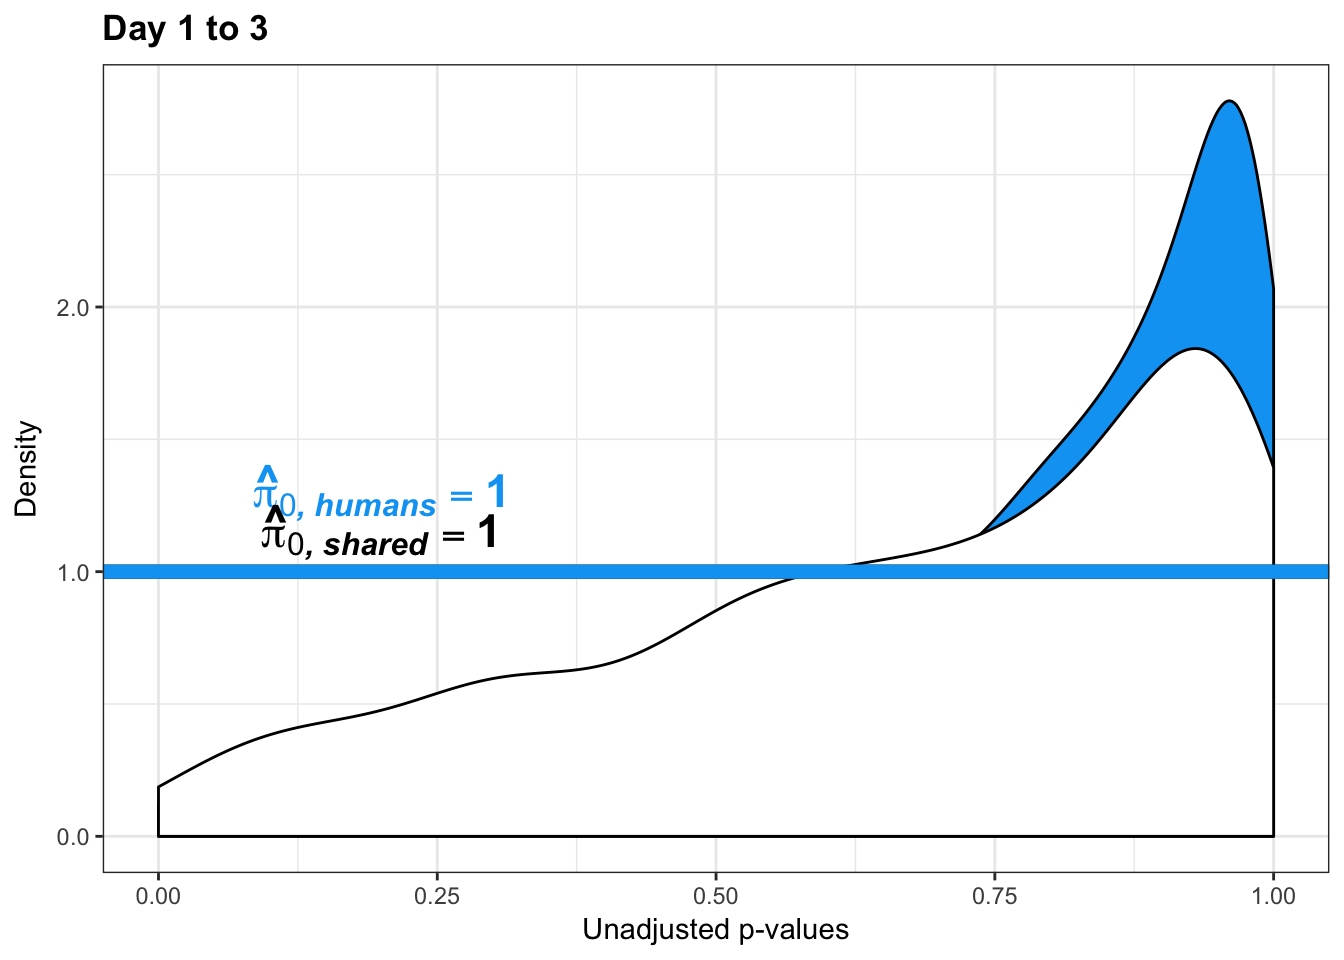 Day 1 to 3
Density
2.0
1.0
0.0
π̂0, humans = 1
π̂0, shared = 1
0.00 0.25 0.50 0.75 1.00
Unadjusted p-values